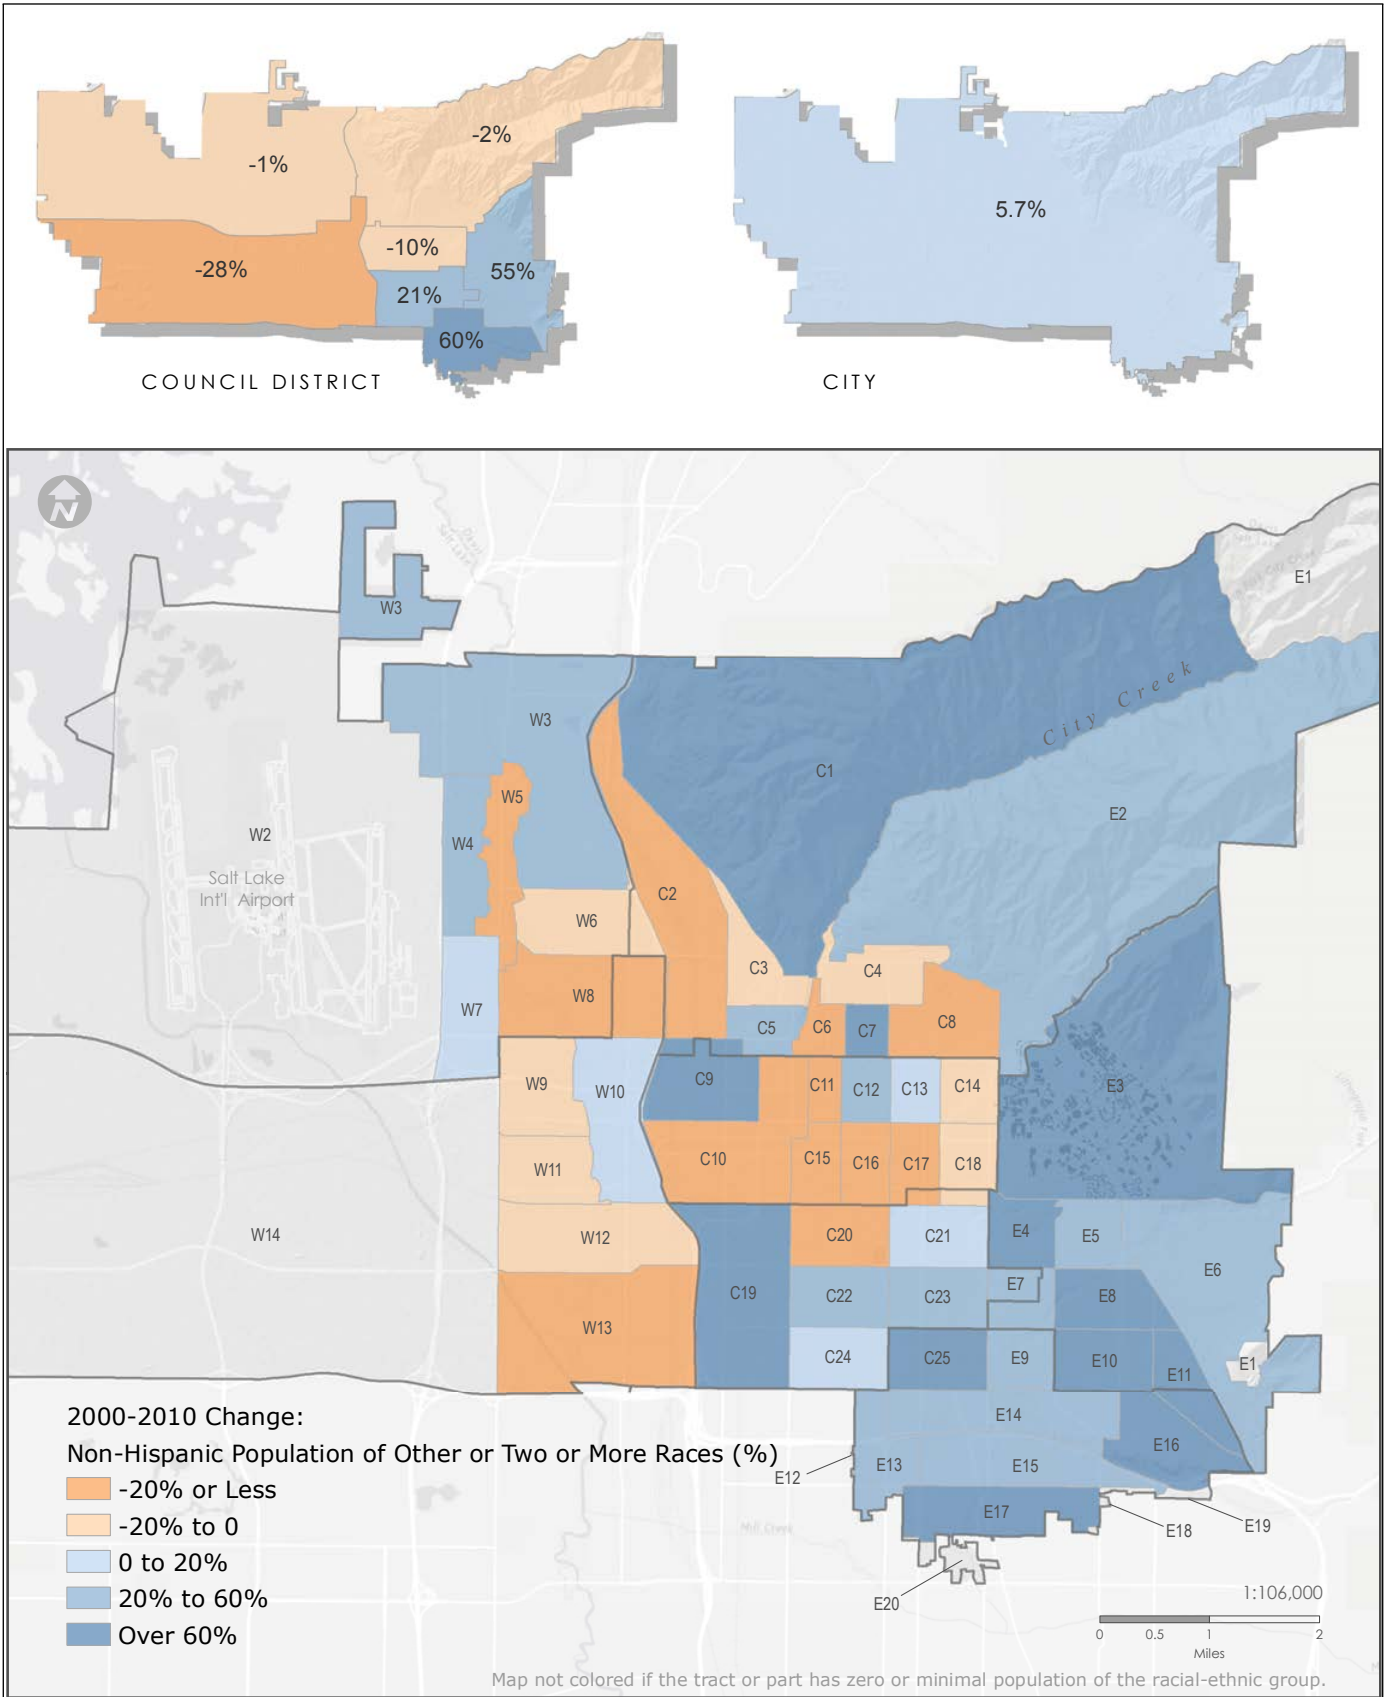 -1%
-2%
-10%
-28%
55%
21%
60%
COUNCIL DISTRICT
5.7%
CITY
N
E1
W3
City Creek
W3
C1
W5
E2
W2
W4
Salt Lake
Int'l Airport
C2
W6
C3
C4
W8
W7
C5
C6
C7
C8
C9
W9
W10
C11
C12
C13
C14
E3
C10
C15
C16
C17
C18
W11
W14
W12
C20
C21
E4
E5
E6
C19
C22
C23
E7
E8
W13
C24
C25
E9
E10
E11
E1
E14
E12
E13
E15
E16
E17
E18
E19
E20
Mill Creek
2000-2010 Change:
Non-Hispanic Population of Other or Two or More Races (%)
-20% or Less
-20% to 0
0 to 20%
20% to 60%
Over 60%
1:106,000
0 0.5 1 2
Miles
Map not colored if the tract or part has zero or minimal population of the racial-ethnic group.